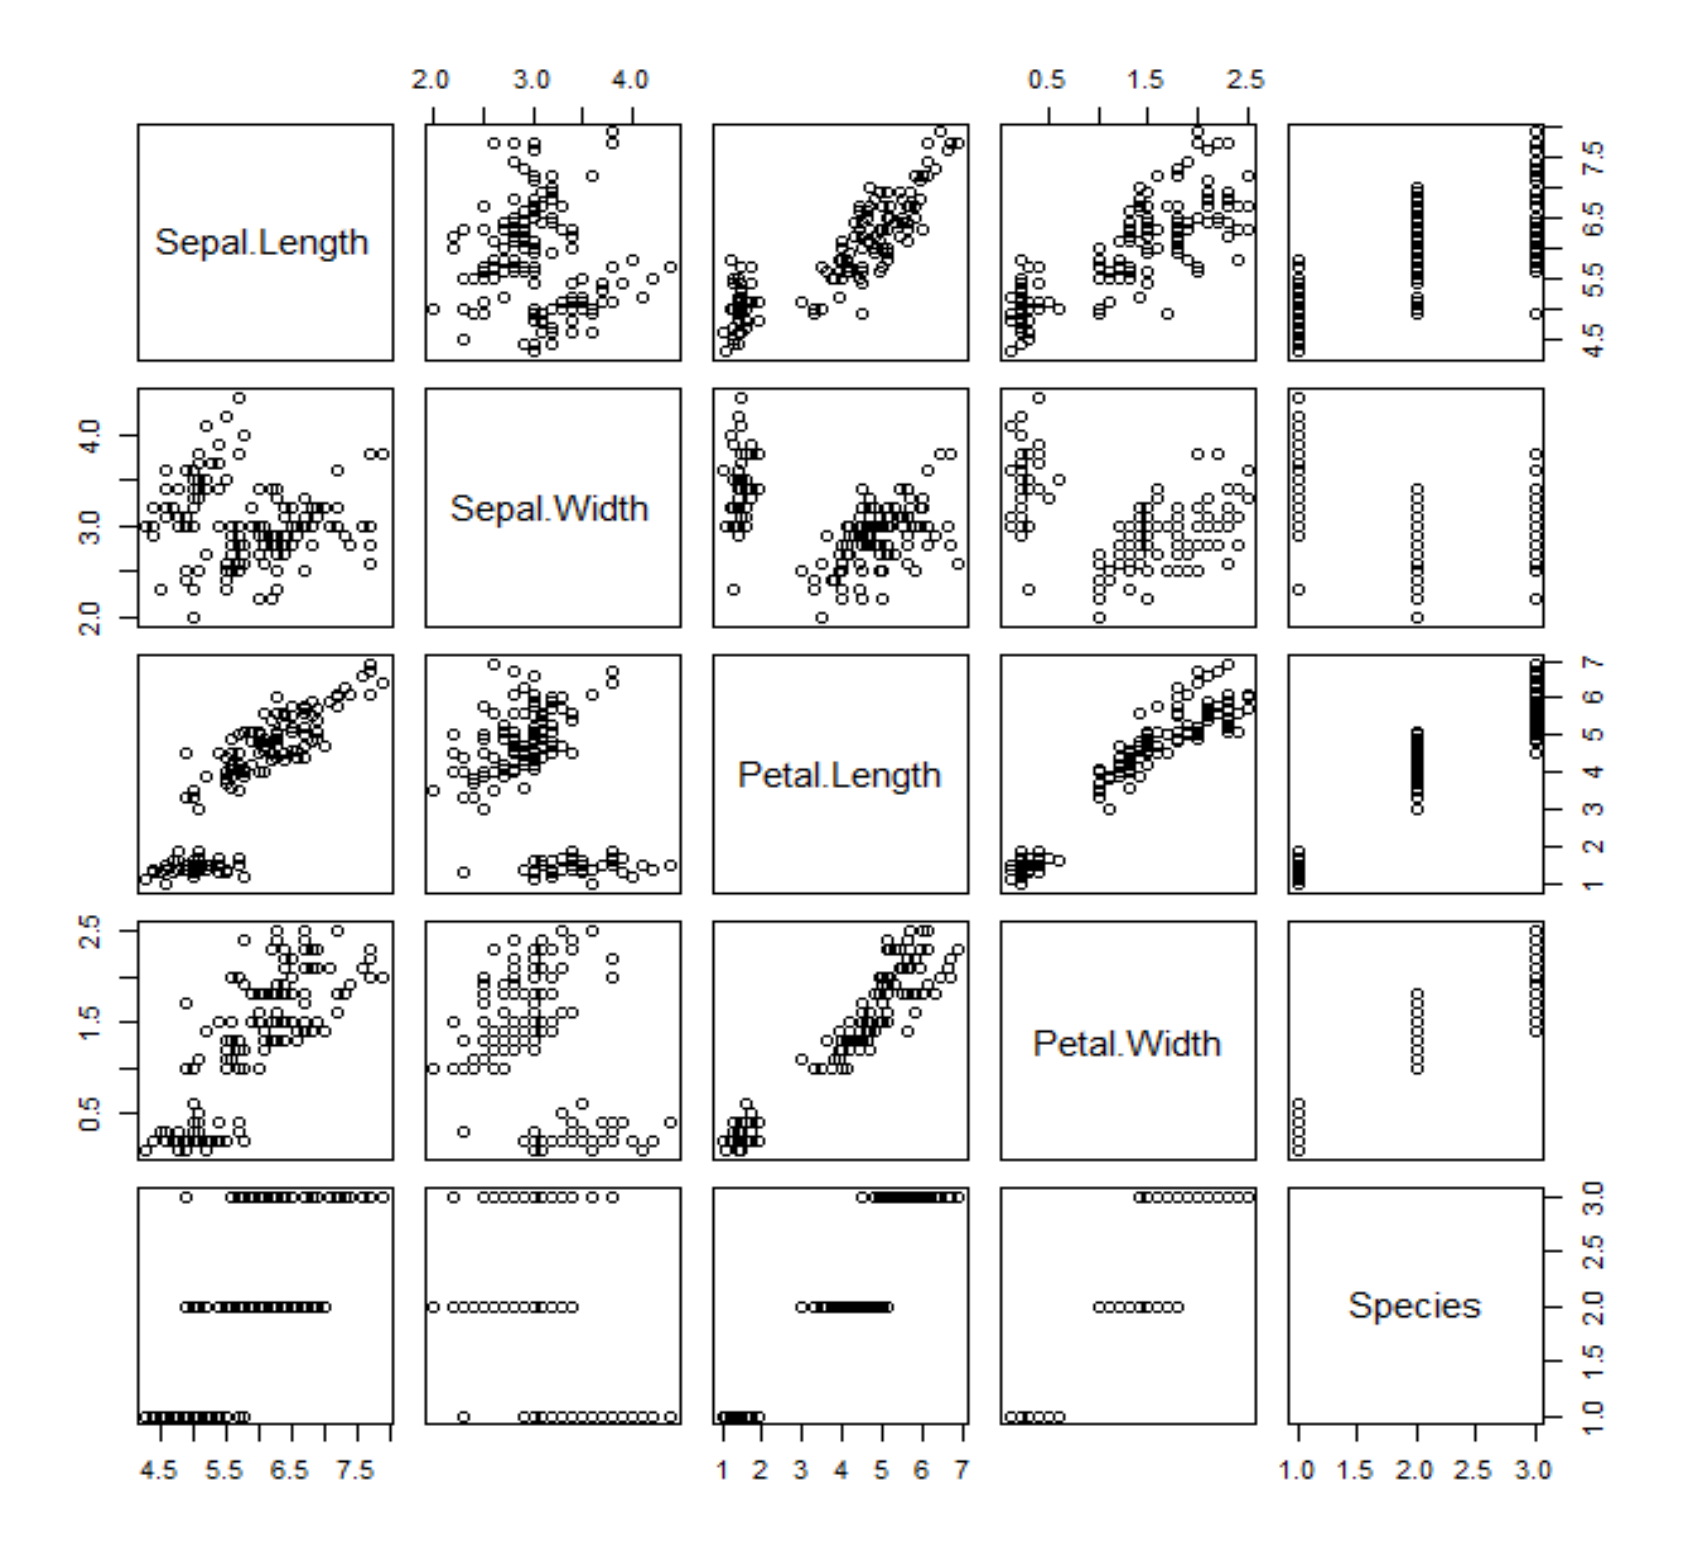 2.0 3.0 4.0 0.5 1.5 2.5
Sepal.Length
4.5 5.5 6.5 7.5
2.0 3.0 4.0
Sepal.Width
Petal.Length
1 2 3 4 5 6 7
0.5 1.5 2.5
Petal.Width
Species
1.0 1.5 2.0 2.5 3.0
4.5 5.5 6.5 7.5 1 2 3 4 5 6 7 1.0 1.5 2.0 2.5 3.0